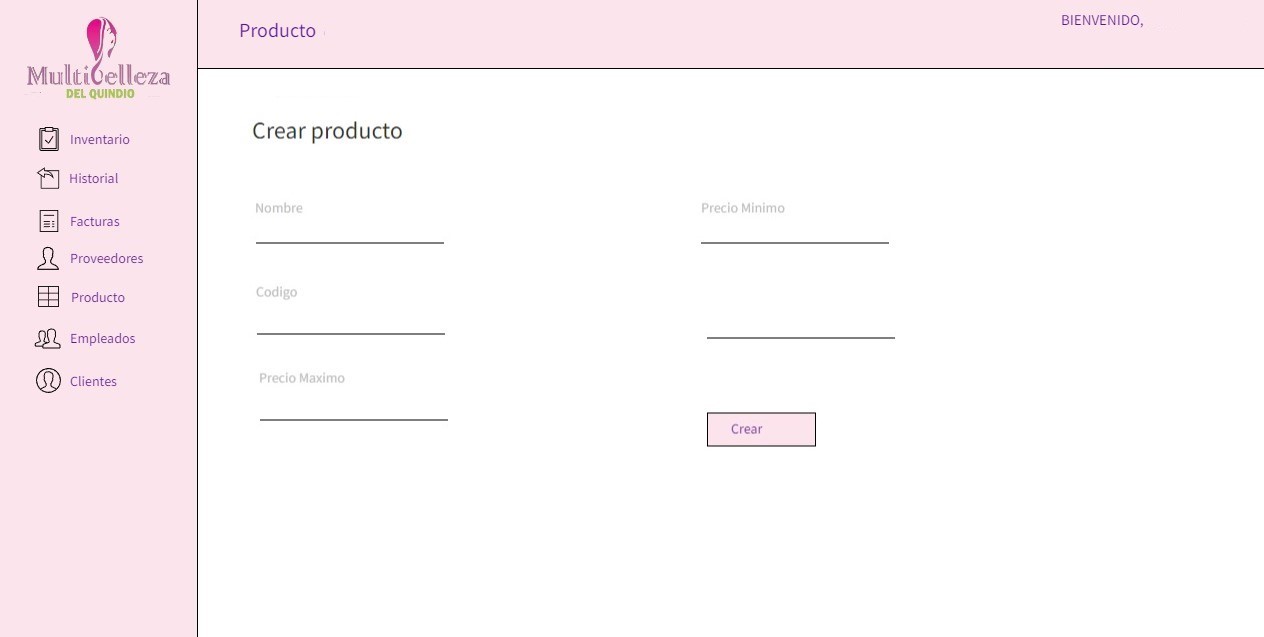 Multibelleza
DEL QUINDIO
Inventario
Historial
Facturas
Proveedores
Producto
Empleados
Clientes
Producto
BIENVENIDO,
Crear producto
Nombre
Precio Minimo
Codigo
Precio Maximo
Crear